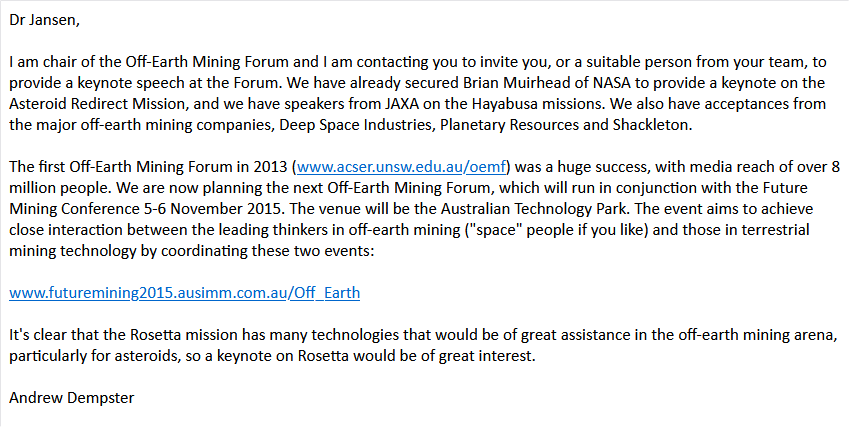 Dr Jansen,
I am chair of the Off-Earth Mining Forum and I am contacting you to invite you, or a suitable person from your team, to
provide a keynote speech at the Forum. We have already secured Brian Muirhead of NASA to provide a keynote on the
Asteroid Redirect Mission, and we have speakers from JAXA on the Hayabusa missions. We also have acceptances from
the major off-earth mining companies, Deep Space Industries, Planetary Resources and Shackleton.
The first Off-Earth Mining Forum in 2013 (www.acser.unsw.edu.au/oemf) was a huge success, with media reach of over 8
million people. We are now planning the next Off-Earth Mining Forum, which will run in conjunction with the Future
Mining Conference 5-6 November 2015. The venue will be the Australian Technology Park. The event aims to achieve
close interaction between the leading thinkers in off-earth mining ("space" people if you like) and those in terrestrial
mining technology by coordinating these two events:
www.futuremining2015.ausimm.com.au/Off_Earth
It's clear that the Rosetta mission has many technologies that would be of great assistance in the off-earth mining arena,
particularly for asteroids, so a keynote on Rosetta would be of great interest.
Andrew Dempster